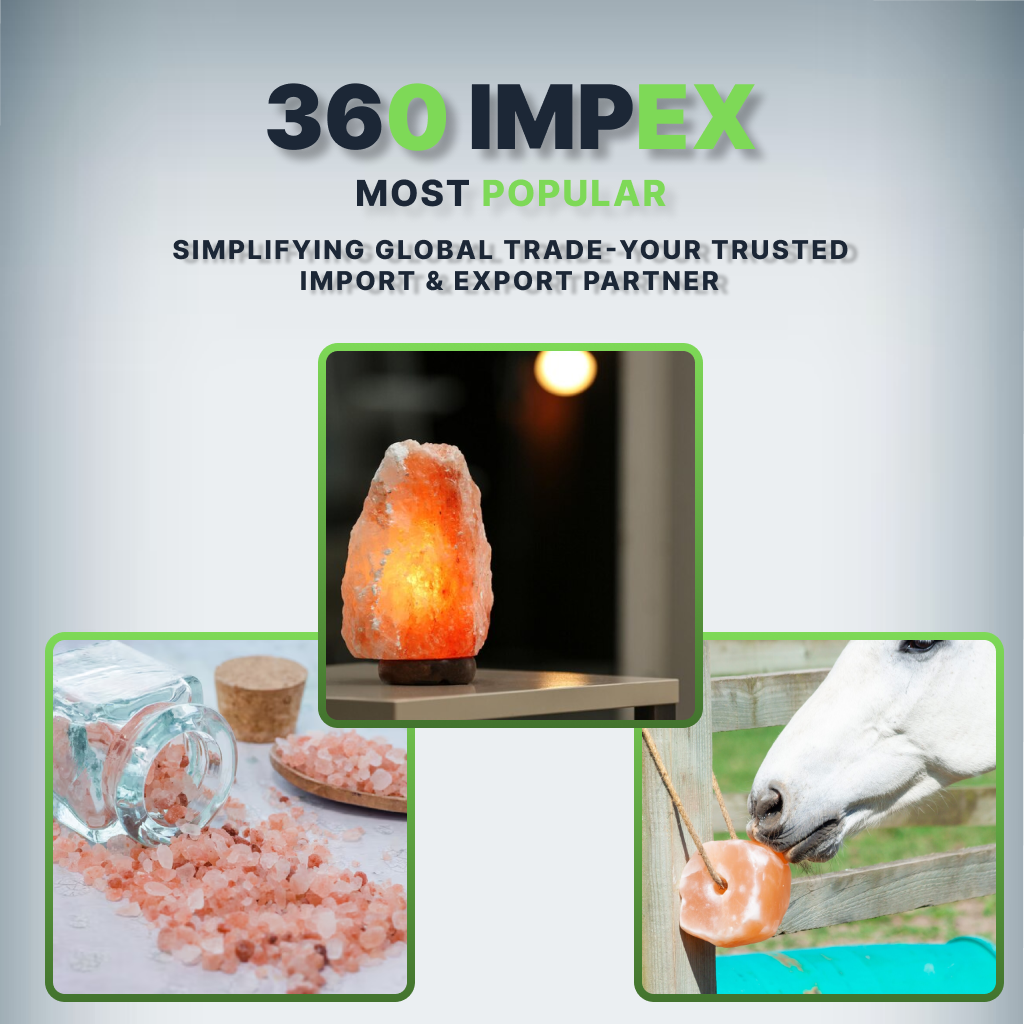 360 IMPEX
MOST POPULAR
SIMPLIFYING GLOBAL TRADE-YOUR TRUSTED
IMPORT & EXPORT PARTNER